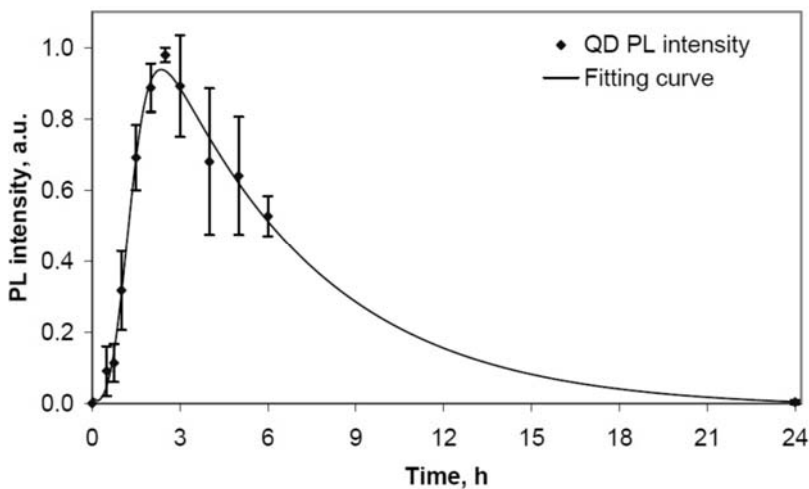 1.0
0.8
0.6
0.4
0.2
0.0
PL intensity, a.u.
QD PL intensity
Fitting curve
0 3 6 9 12 15 18 21 24
Time, h